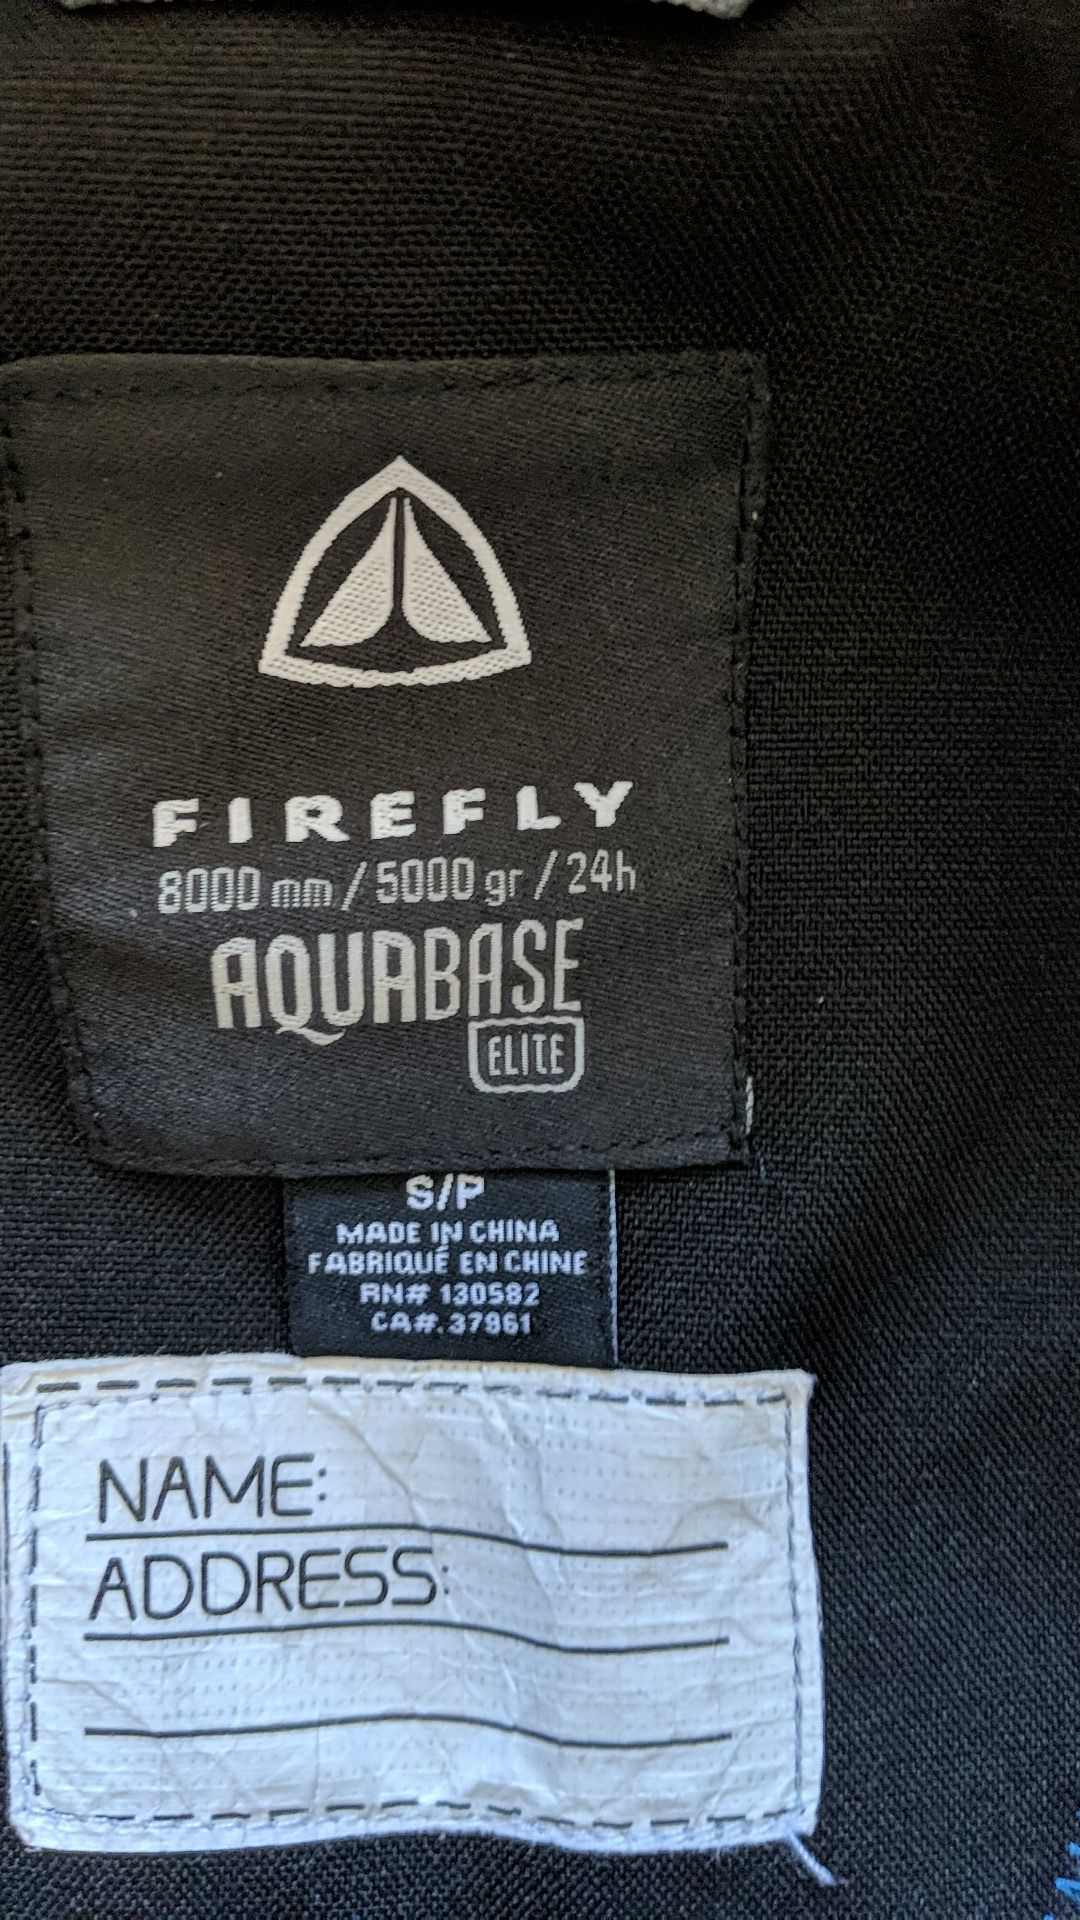 FIREFLY
8000 mm / 5000 gr / 24h
AQUABASE
ELITE
S/P
MADE IN CHINA
FABRIQUÉ EN CHINE
RN# 130582
CA#. 37961
NAME:
ADDRESS: